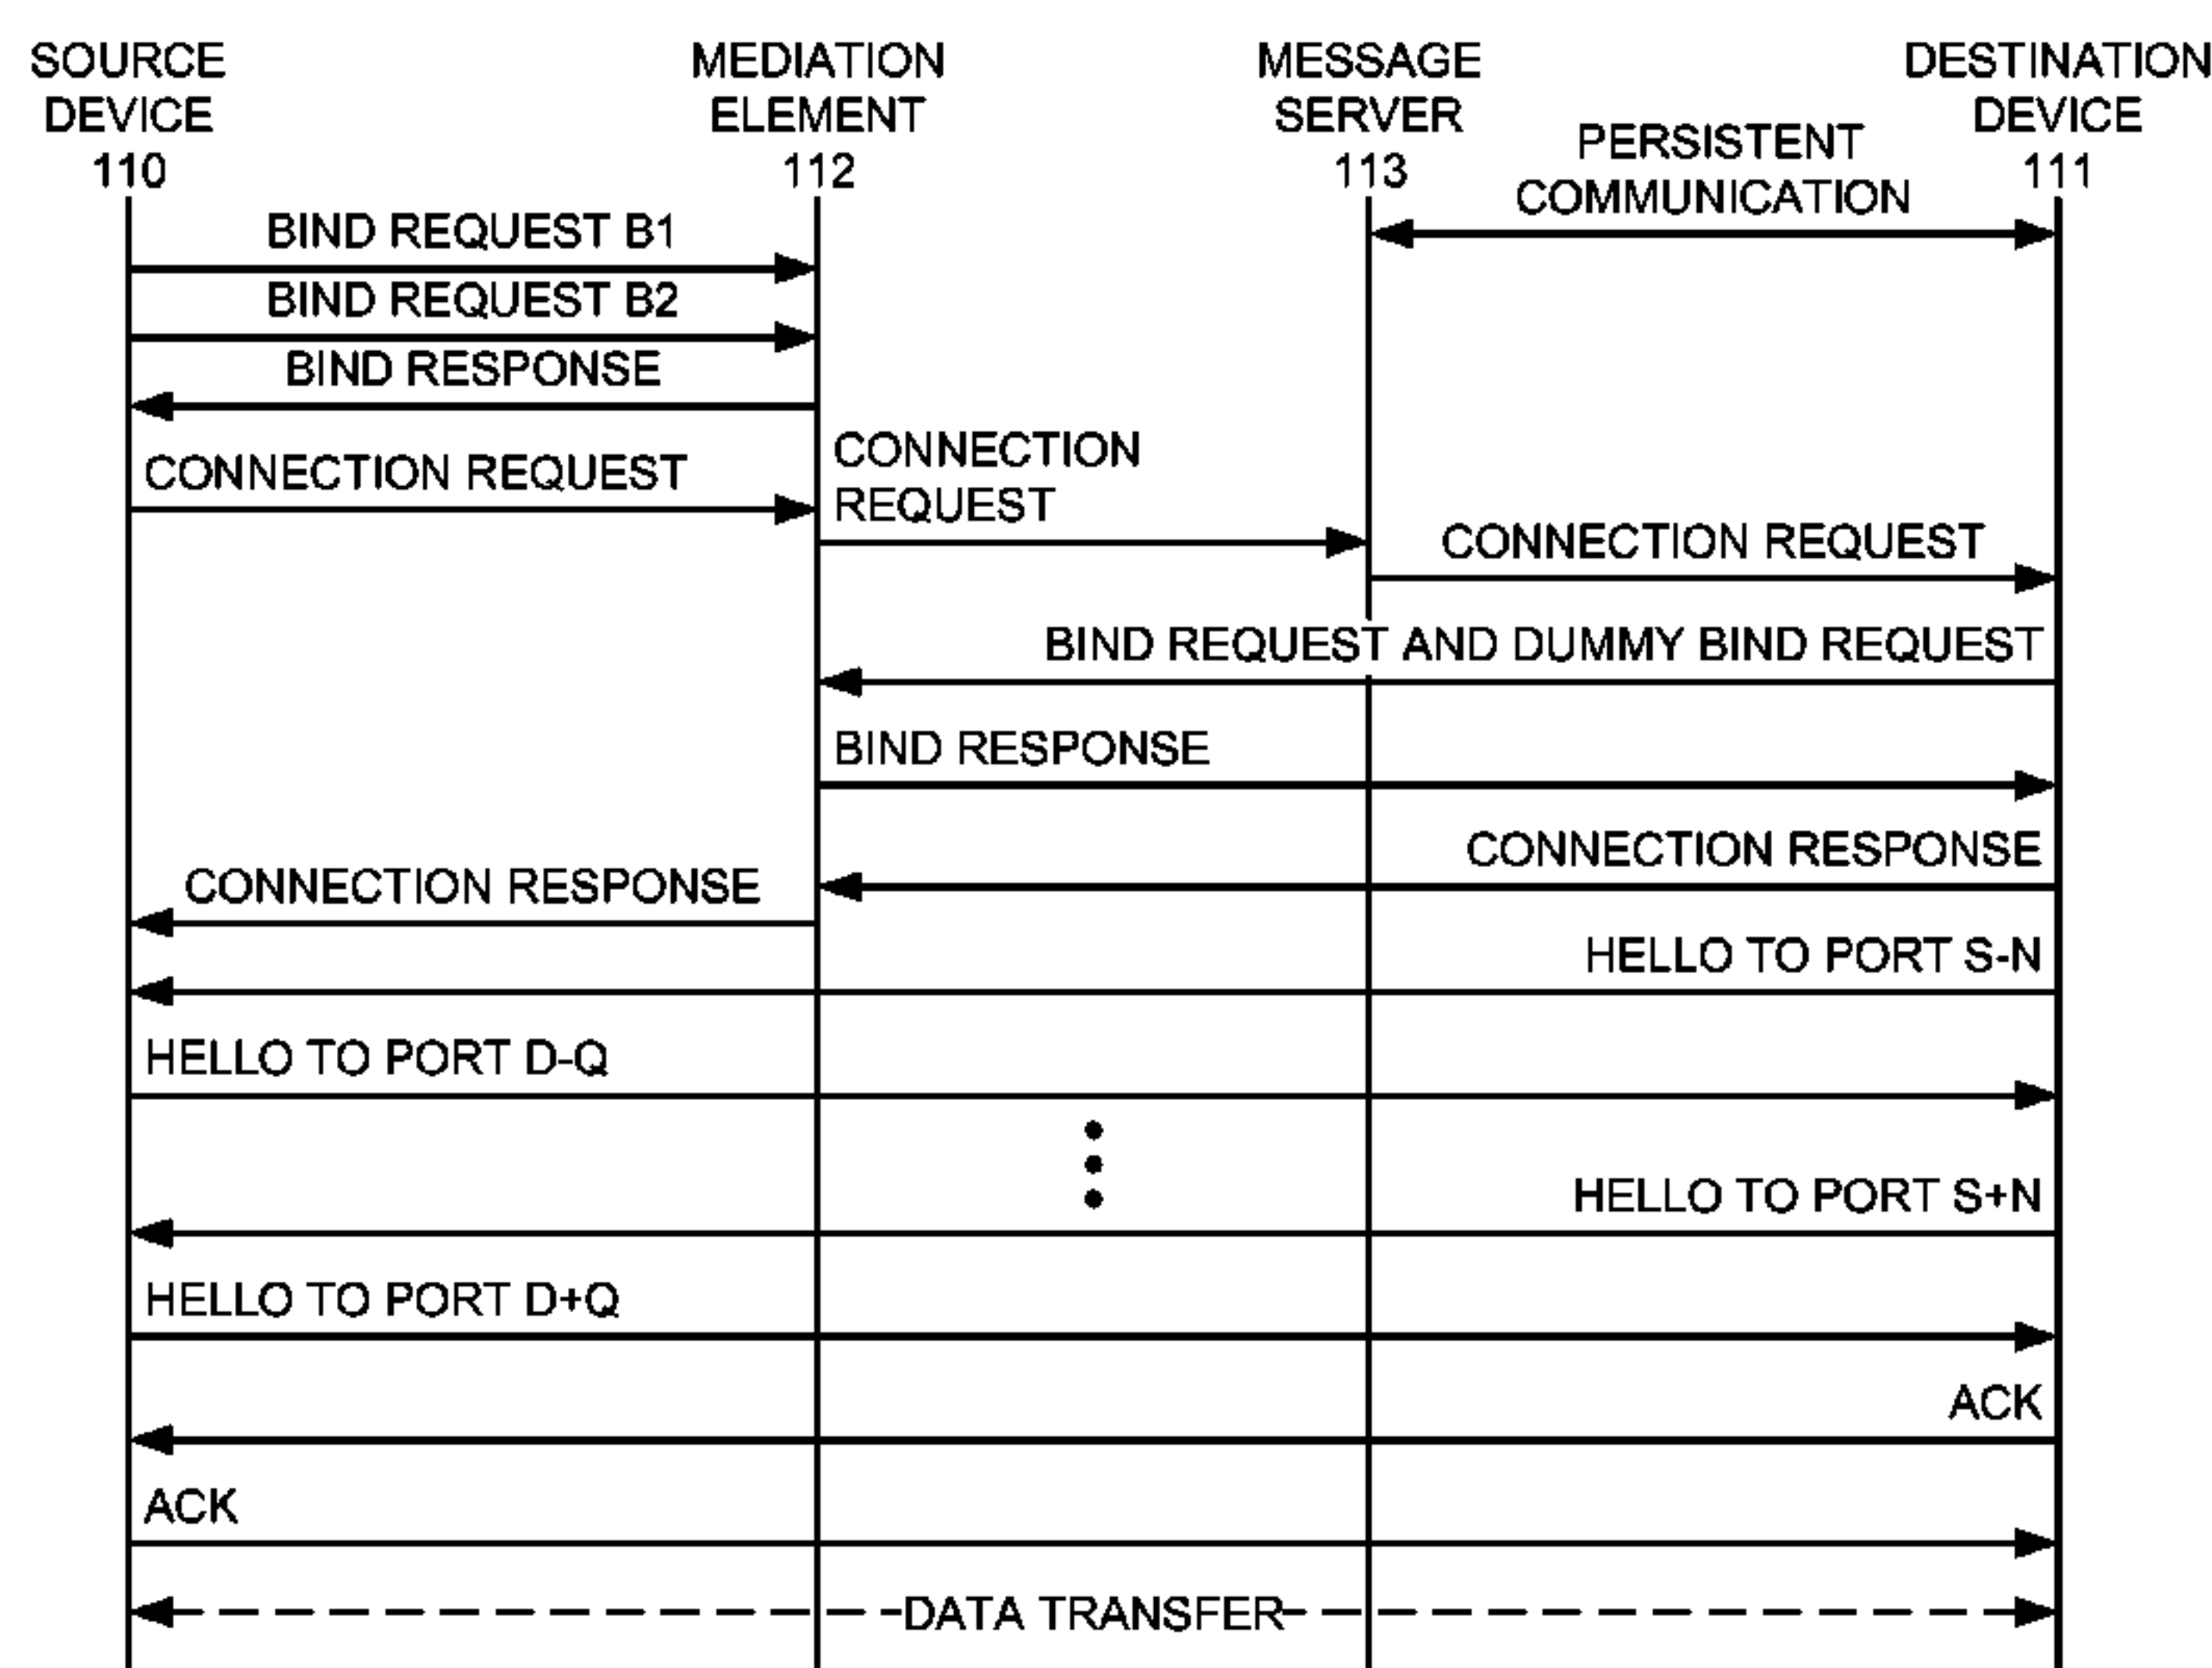 SOURCE
DEVICE
110
MEDIATION
ELEMENT
112
MESSAGE
SERVER
113
DESTINATION
DEVICE
111
PERSISTENT
COMMUNICATION
BIND REQUEST B1
BIND REQUEST B2
BIND RESPONSE
CONNECTION REQUEST
CONNECTION
REQUEST
CONNECTION REQUEST
BIND REQUEST AND DUMMY BIND REQUEST
BIND RESPONSE
CONNECTION RESPONSE
CONNECTION RESPONSE
HELLO TO PORT S-N
HELLO TO PORT D-Q
HELLO TO PORT S+N
HELLO TO PORT D+Q
ACK
ACK
DATA TRANSFER